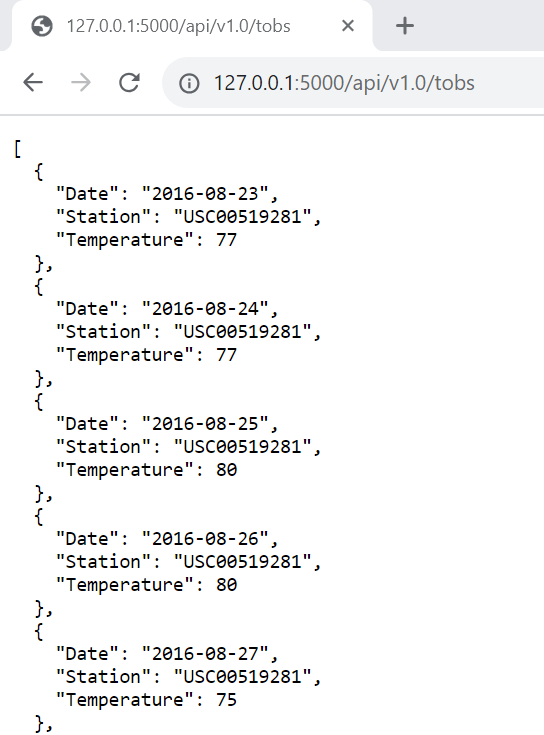 127.0.0.1:5000/api/v1.0/tobs
127.0.0.1:5000/api/v1.0/tobs
[
  {
    "Date": "2016-08-23",
    "Station": "USC00519281",
    "Temperature": 77
  },
  {
    "Date": "2016-08-24",
    "Station": "USC00519281",
    "Temperature": 77
  },
  {
    "Date": "2016-08-25",
    "Station": "USC00519281",
    "Temperature": 80
  },
  {
    "Date": "2016-08-26",
    "Station": "USC00519281",
    "Temperature": 80
  },
  {
    "Date": "2016-08-27",
    "Station": "USC00519281",
    "Temperature": 75
  },